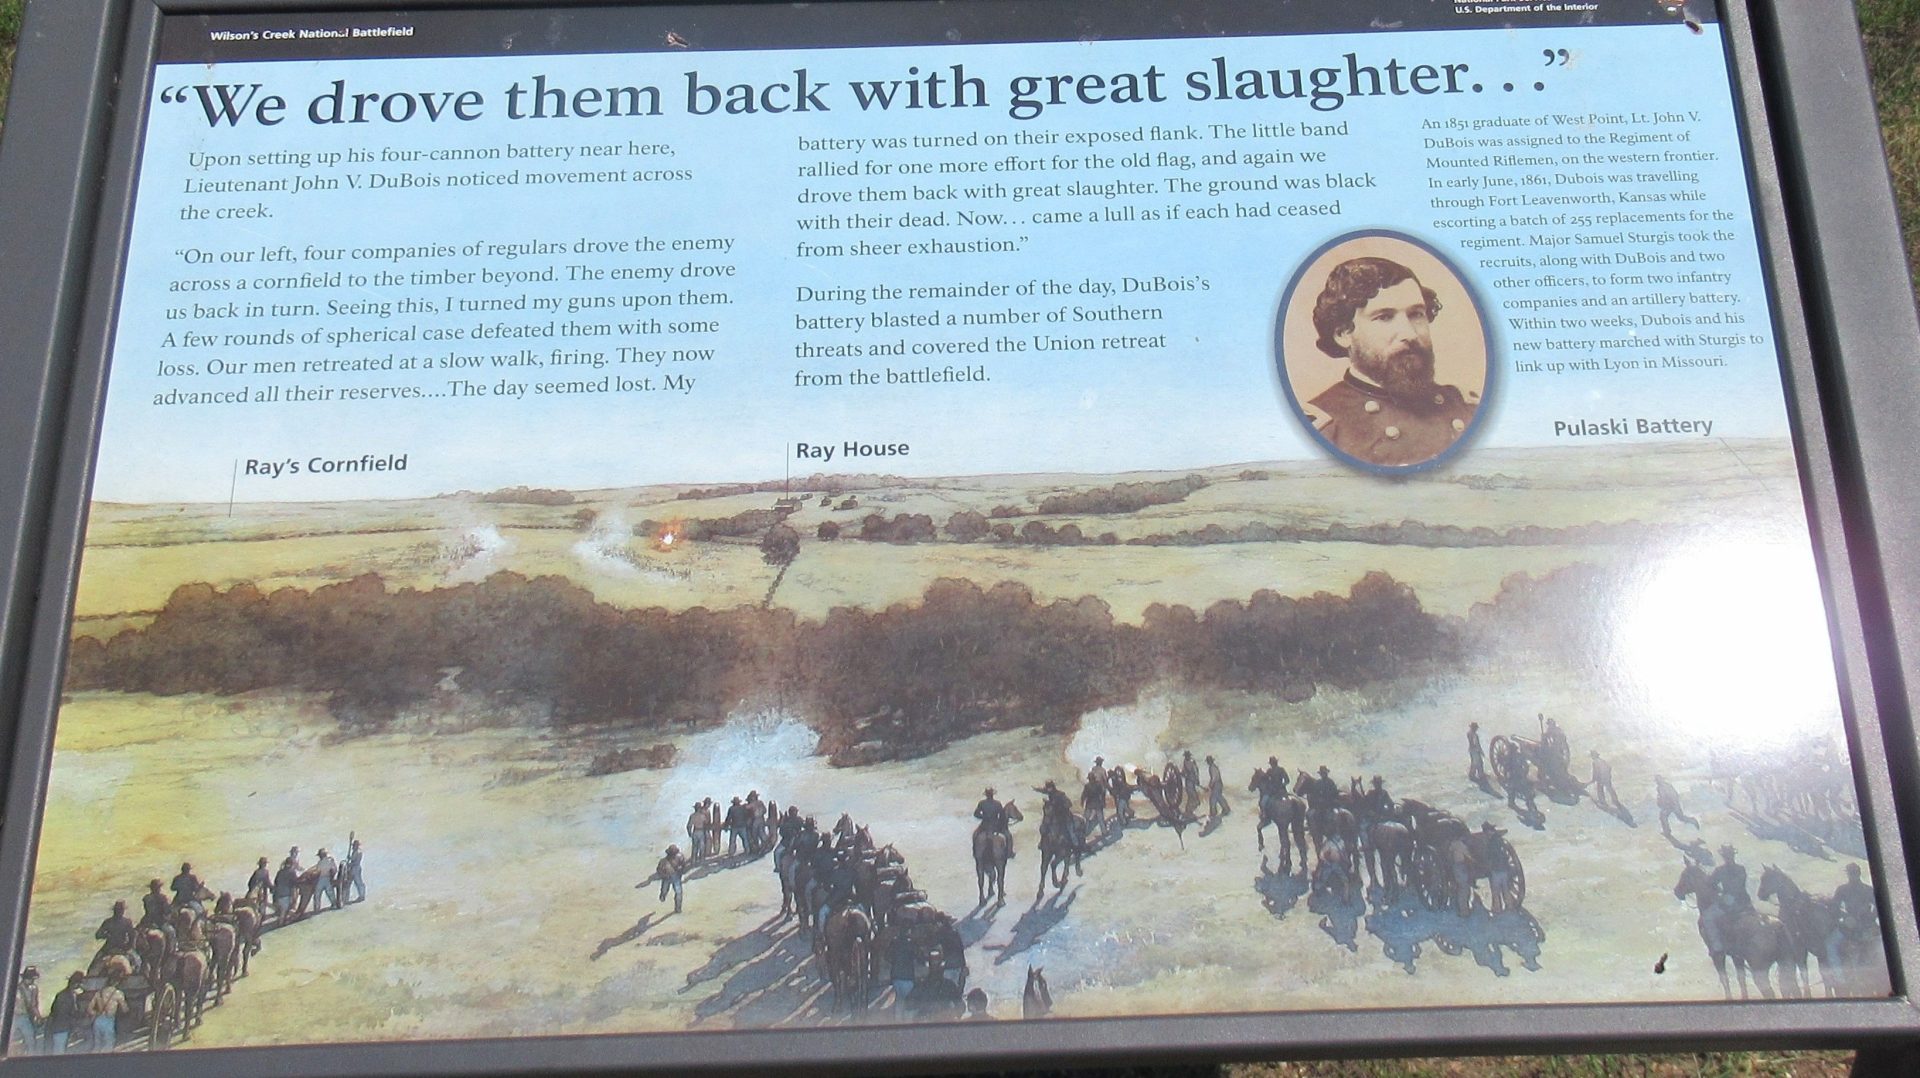 Wilson's Creek National Battlefield
U.S. Department of the Interior
“We drove them back with great slaughter. . .”
Upon setting up his four-cannon battery near here,
Lieutenant John V. DuBois noticed movement across
the creek.
“On our left, four companies of regulars drove the enemy
across a cornfield to the timber beyond. The enemy drove
us back in turn. Seeing this, I turned my guns upon them.
A few rounds of spherical case defeated them with some
loss. Our men retreated at a slow walk, firing. They now
advanced all their reserves....The day seemed lost. My
battery was turned on their exposed flank. The little band
rallied for one more effort for the old flag, and again we
drove them back with great slaughter. The ground was black
with their dead. Now... came a lull as if each had ceased
from sheer exhaustion.”
During the remainder of the day, DuBois's
battery blasted a number of Southern
threats and covered the Union retreat
from the battlefield.
An 1851 graduate of West Point, Lt. John V.
DuBois was assigned to the Regiment of
Mounted Riflemen, on the western frontier.
In early June, 1861, Dubois was travelling
through Fort Leavenworth, Kansas while
escorting a batch of 255 replacements for the
regiment. Major Samuel Sturgis took the
recruits, along with DuBois and two
other officers, to form two infantry
companies and an artillery battery.
Within two weeks, Dubois and his
new battery marched with Sturgis to
link up with Lyon in Missouri.
Ray's Cornfield
Ray House
Pulaski Battery